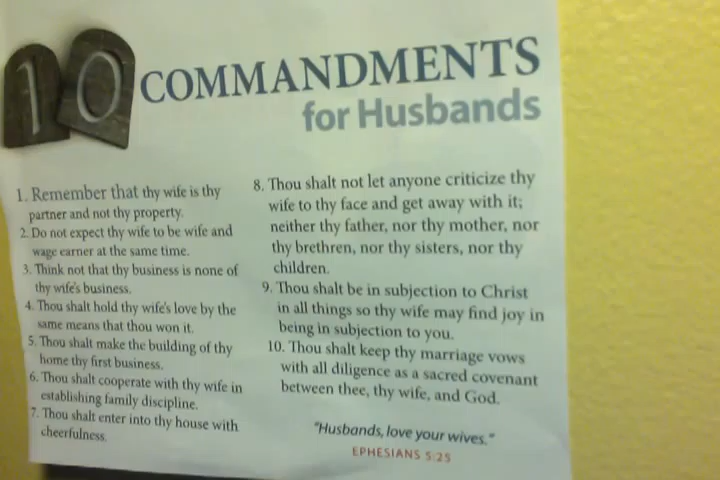 10 COMMANDMENTS
for Husbands
1. Remember that thy wife is thy
partner and not thy property.
2. Do not expect thy wife to be wife and
wage earner at the same time.
3. Think not that thy business is none of
thy wife's business.
4. Thou shalt hold thy wife's love by the
same means that thou won it.
5. Thou shalt make the building of thy
home thy first business.
6. Thou shalt cooperate with thy wife in
establishing family discipline.
7. Thou shalt enter into thy house with
cheerfulness.
8. Thou shalt not let anyone criticize thy
wife to thy face and get away with it;
neither thy father, nor thy mother, nor
thy brethren, nor thy sisters, nor thy
children.
9. Thou shalt be in subjection to Christ
in all things so thy wife may find joy in
being in subjection to you.
10. Thou shalt keep thy marriage vows
with all diligence as a sacred covenant
between thee, thy wife, and God.
"Husbands, love your wives."
EPHESIANS 5:25